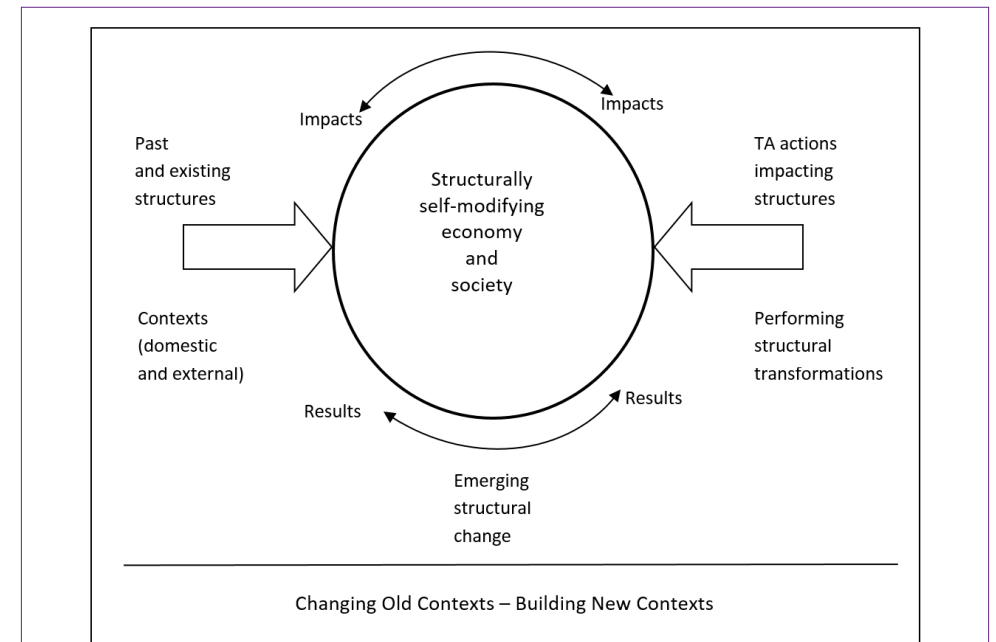 Impacts
Impacts
Past
and existing
structures
TA actions
impacting
structures
Structurally
self-modifying
economy
and
society
Contexts
(domestic
and external)
Performing
structural
transformations
Results
Results
Emerging
structural
change
Changing Old Contexts – Building New Contexts